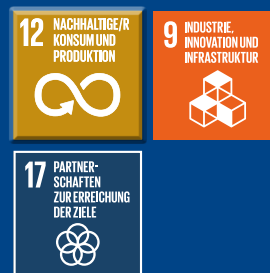 12 NACHHALTIGE/R
KONSUM UND
PRODUKTION
9 INDUSTRIE,
INNOVATION UND
INFRASTRUKTUR
17 PARTNER-
SCHAFTEN
ZUR ERREICHUNG
DER ZIELE